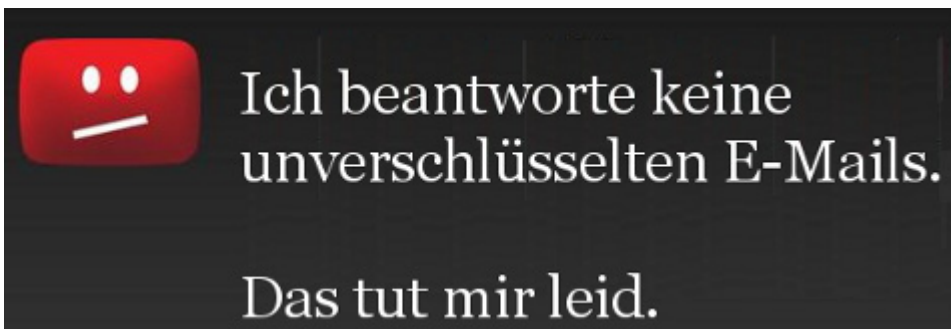 Ich beantworte keine
unverschlüsselten E-Mails.
Das tut mir leid.